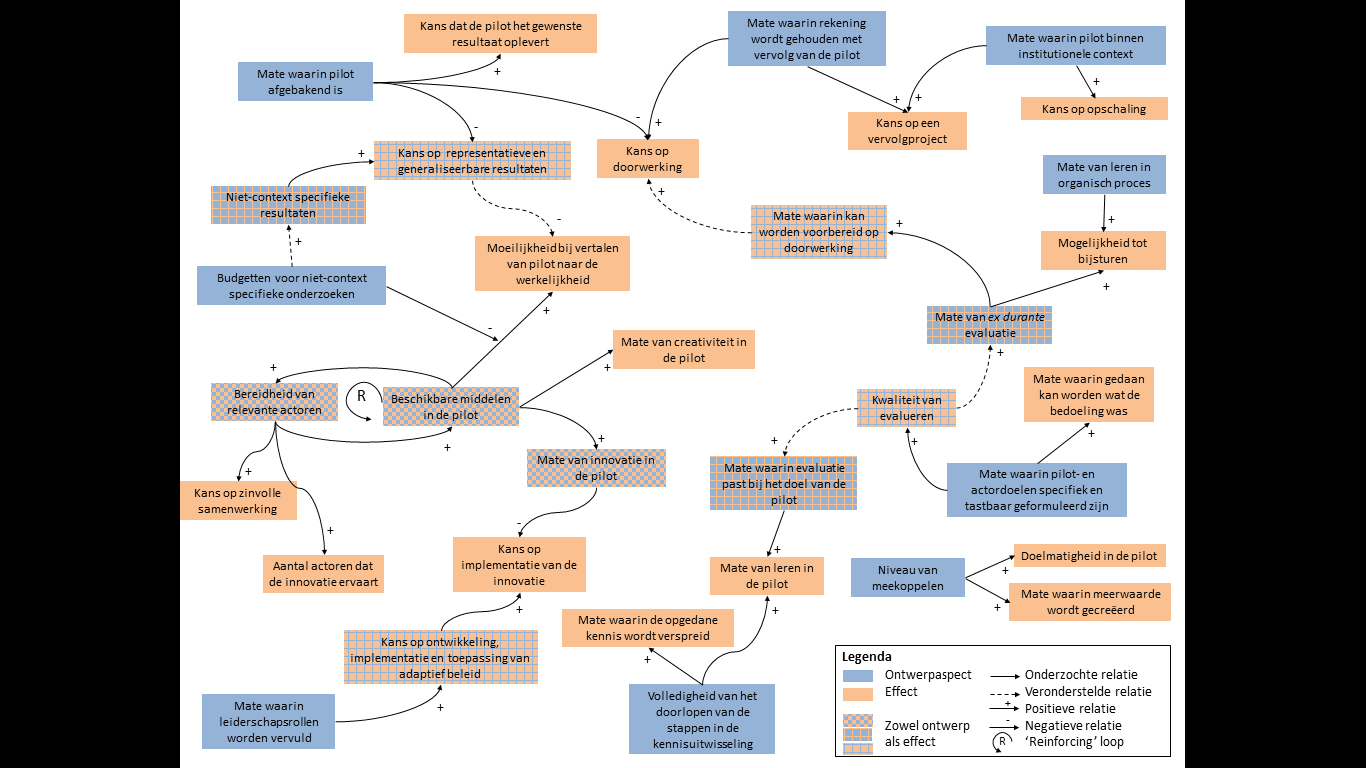 Kans dat de pilot het gewenste
resultaat oplevert
+
Mate waarin pilot
afgebakend is
-
-
Mate waarin rekening
wordt gehouden met
vervolg van de pilot
+
+
+
Mate waarin pilot binnen
institutionele context
+
Kans op opschaling
Kans op een
vervolgproject
Kans op
doorwerking
+
Kans op representatieve en
generaliseerbare resultaten
+
Niet-context specifieke
resultaten
+
Budgetten voor niet-context
specifieke onderzoeken
-
-
Moeilijkheid bij vertalen
van pilot naar de
werkelijkheid
+
Mate van leren in
organisch proces
+
Mogelijkheid tot
bijsturen
+
Mate waarin kan
worden voorbereid op
doorwerking
+
Mate van ex durante
evaluatie
+
Mate van creativiteit in
de pilot
+
+
Bereidheid van
relevante actoren
R
Beschikbare middelen
in de pilot
+
+
Mate van innovatie in
de pilot
-
Kwaliteit van
evalueren
+
+
Mate waarin gedaan
kan worden wat de
bedoeling was
+
Mate waarin pilot- en
actordoelen specifiek en
tastbaar geformuleerd zijn
Mate waarin evaluatie
past bij het doel van de
pilot
+
+
Kans op zinvolle
samenwerking
+
Aantal actoren dat
de innovatie ervaart
Kans op
implementatie van de
innovatie
+
Mate van leren in
de pilot
+
Niveau van
meekoppelen
+
+
Doelmatigheid in de pilot
Mate waarin meerwaarde
wordt gecreëerd
Mate waarin de opgedane
kennis wordt verspreid
+
Kans op ontwikkeling,
implementatie en toepassing van
adaptief beleid
+
Mate waarin
leiderschapsrollen
worden vervuld
Volledigheid van het
doorlopen van de
stappen in de
kennisuitwisseling
Legenda
Ontwerpaspect
Effect
Zowel ontwerp
als effect
Onderzochte relatie
Veronderstelde relatie
+
Positieve relatie
-
Negatieve relatie
R
‘Reinforcing’ loop